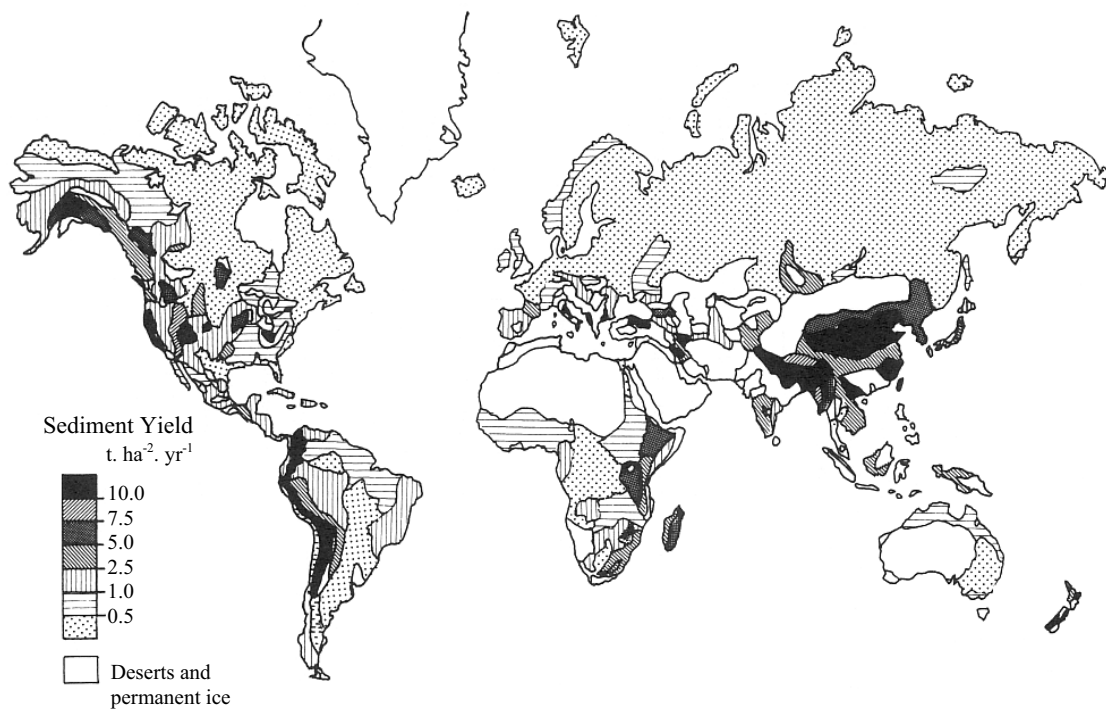 Sediment Yield
t. ha⁻². yr⁻¹
10.0
7.5
5.0
2.5
1.0
0.5
Deserts and
permanent ice